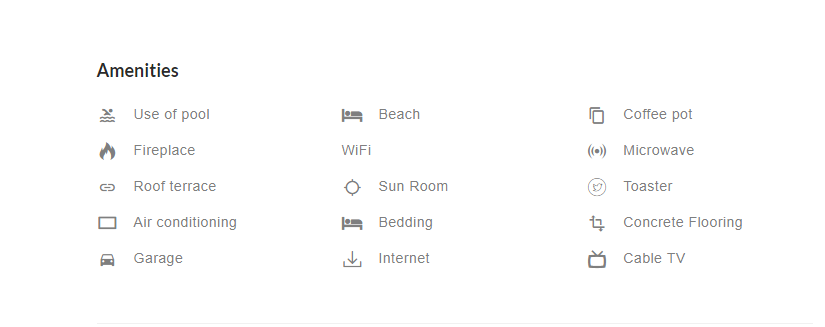 Amenities
Use of pool
Beach
Coffee pot
Fireplace
WiFi
Microwave
Roof terrace
Sun Room
Toaster
Air conditioning
Bedding
Concrete Flooring
Garage
Internet
Cable TV